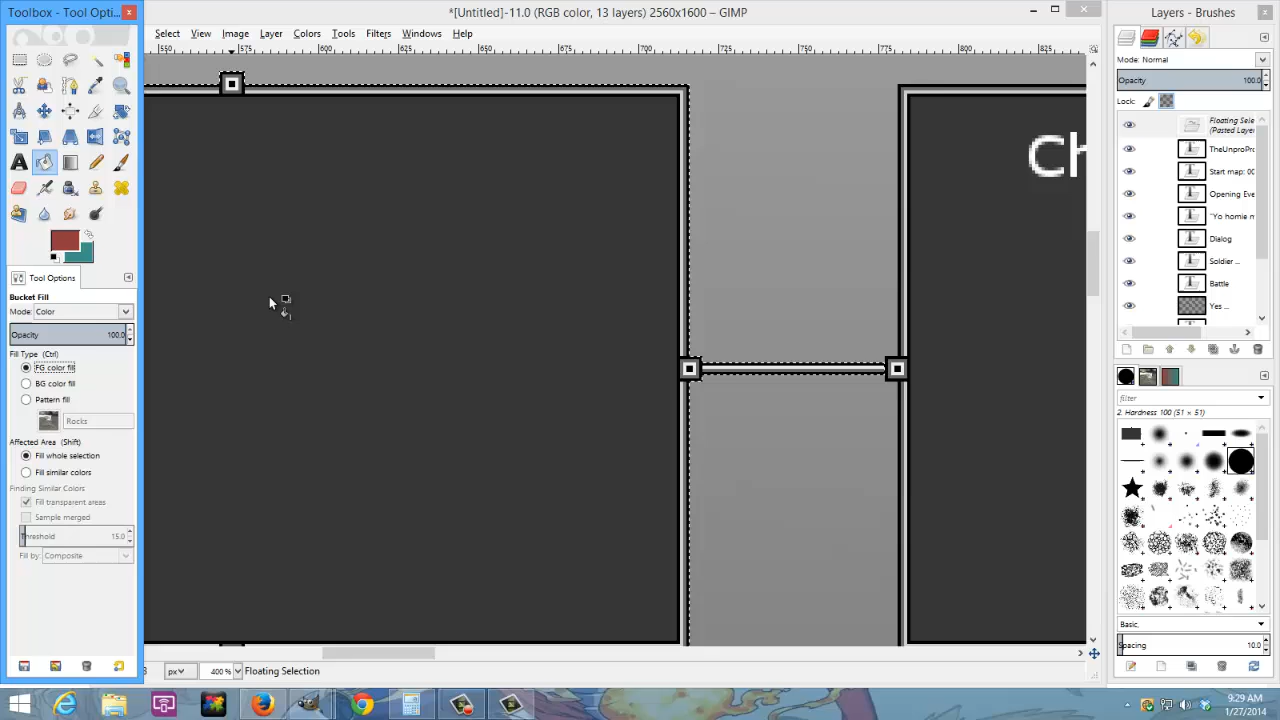 Toolbox - Tool Opti...
*[Untitled]-11.0 (RGB color, 13 layers) 2560x1600 – GIMP
Layers - Brushes
Select View Image Layer Colors Tools Filters Windows Help
550 575 600 625 650 675 700 725 750 775 800 825
Mode: Normal
Opacity 100.0
Lock:
Floating Sele
(Pasted Layer
TheUnproPro
Start map: 00
Opening Eve
"Yo homie n
Dialog
Soldier ...
Battle
Yes ...
Ch
Tool Options
Bucket Fill
Mode: Color
Opacity 100.0
Fill Type (Ctrl)
FG color fill
BG color fill
Pattern fill
Rocks
Affected Area (Shift)
Fill whole selection
Fill similar colors
Finding Similar Colors
Fill transparent areas
Sample merged
Threshold 15.0
Fill by: Composite
filter
2. Hardness 100 (51 × 51)
Basic,
Spacing 10.0
3 px 400 % Floating Selection
9:29 AM
1/27/2014